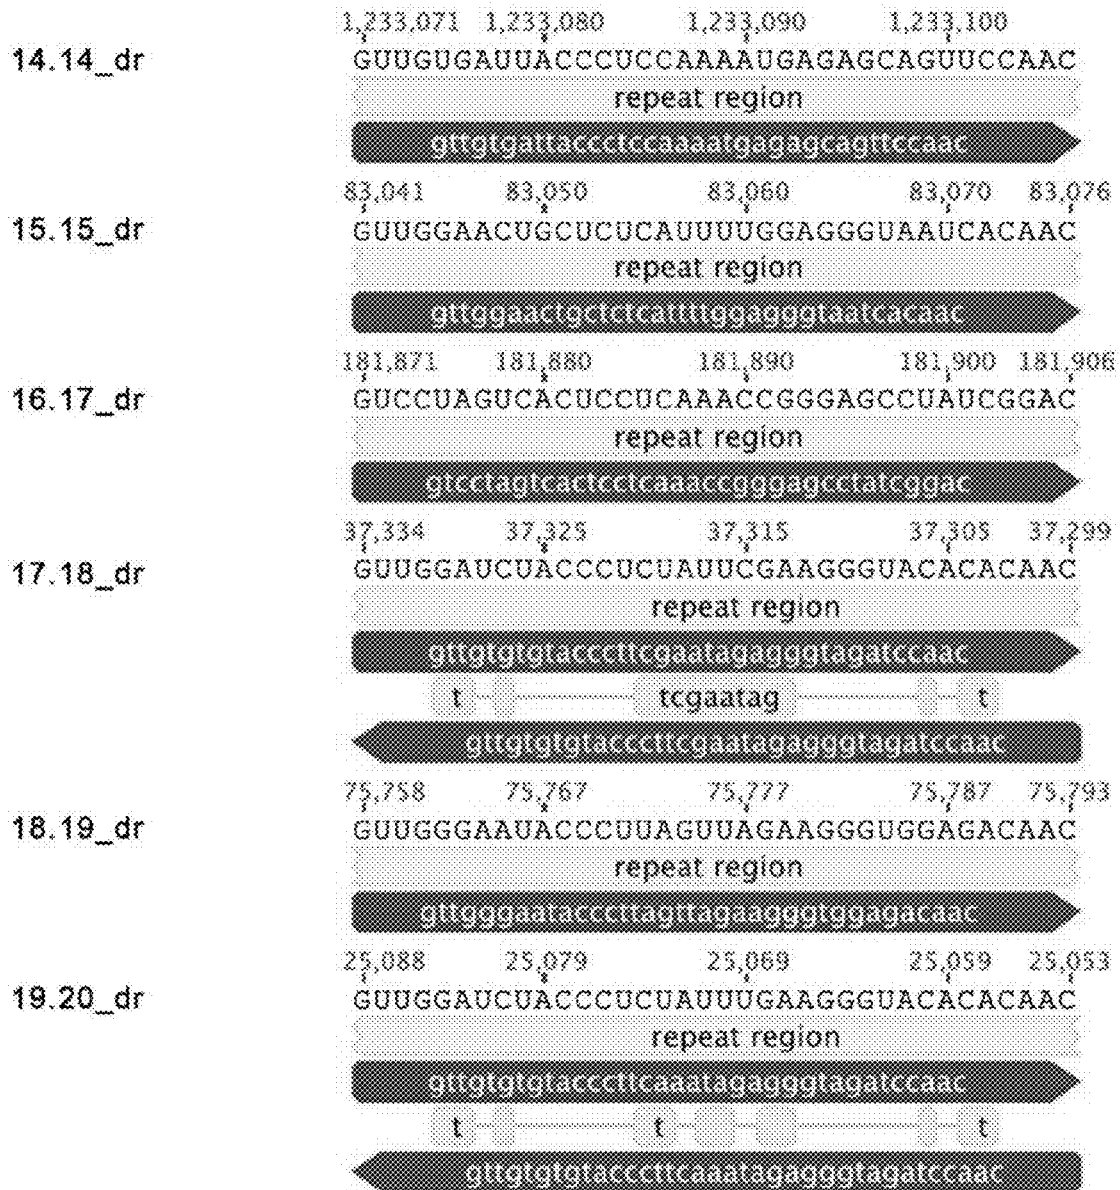 1,233,071 1,233,080 1,233,090 1,233,100
14.14_dr GUUGUGAUUACCCUCCAAAAUGAGAGCAGUUCCAAC
repeat region
gttgtgattaccctccaaaatgagagcagttccaac
83,041 83,050 83,060 83,070 83,076
15.15_dr GUUGGAACUGCUCUCAUUUUGGAGGGUAAUCACAAC
repeat region
gttggaactgctctcattttggagggtaatcacaac
181,871 181,880 181,890 181,900 181,906
16.17_dr GUCCUAGUCACUCCUCAAACCGGGAGCCUAUCGGAC
repeat region
gtcctagtcactcctcaaaccgggagcctatcggac
37,334 37,325 37,315 37,305 37,299
17.18_dr GUUGGAUCUACCCUCUAUUCGAAGGGUACACACAAC
repeat region
gttgtgtgtacccttcgaatagagggtagatccaac
t tcgaatag t
gttgtgtgtacccttcgaatagagggtagatccaac
75,758 75,767 75,777 75,787 75,793
18.19_dr GUUGGGAAUACCCUUAGUUAGAAGGGUGGAGACAAC
repeat region
gttgggaatacccttagttagaagggtggagacaac
25,088 25,079 25,069 25,059 25,053
19.20_dr GUUGGAUCUACCCUCUAUUUGAAGGGUACACACAAC
repeat region
gttgtgtgtacccttcaaatagagggtagatccaac
t t t
gttgtgtgtacccttcaaatagagggtagatccaac